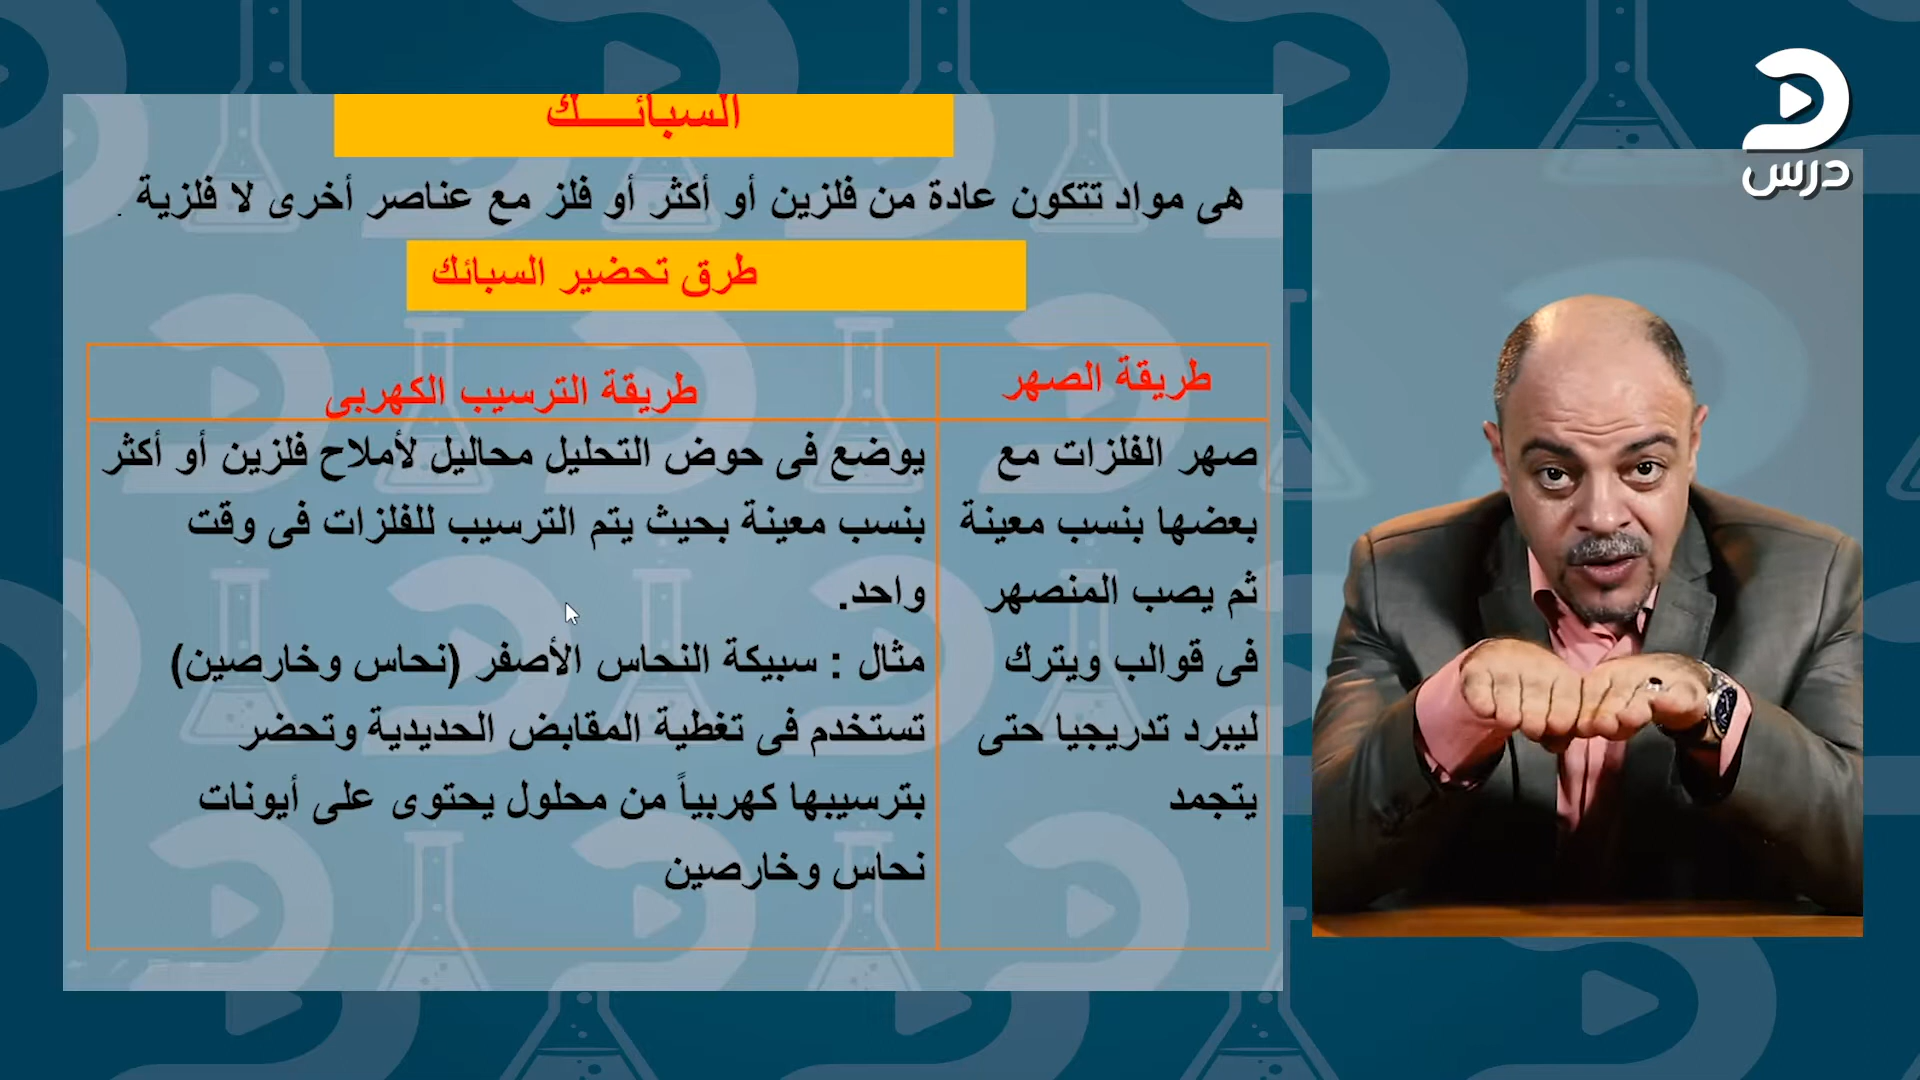 درس
السبائـــك
هى مواد تتكون عادة من فلزين أو أكثر أو فلز مع عناصر أخرى لا فلزية .
طرق تحضير السبائك
طريقة الصهر
صهر الفلزات مع
بعضها بنسب معينة
ثم يصب المنصهر
فى قوالب ويترك
ليبرد تدريجيا حتى
يتجمد
طريقة الترسيب الكهربى
يوضع فى حوض التحليل محاليل لأملاح فلزين أو أكثر
بنسب معينة بحيث يتم الترسيب للفلزات فى وقت
واحد.
مثال : سبيكة النحاس الأصفر (نحاس وخارصين)
تستخدم فى تغطية المقابض الحديدية وتحضر
بترسيبها كهربياً من محلول يحتوى على أيونات
نحاس وخارصين